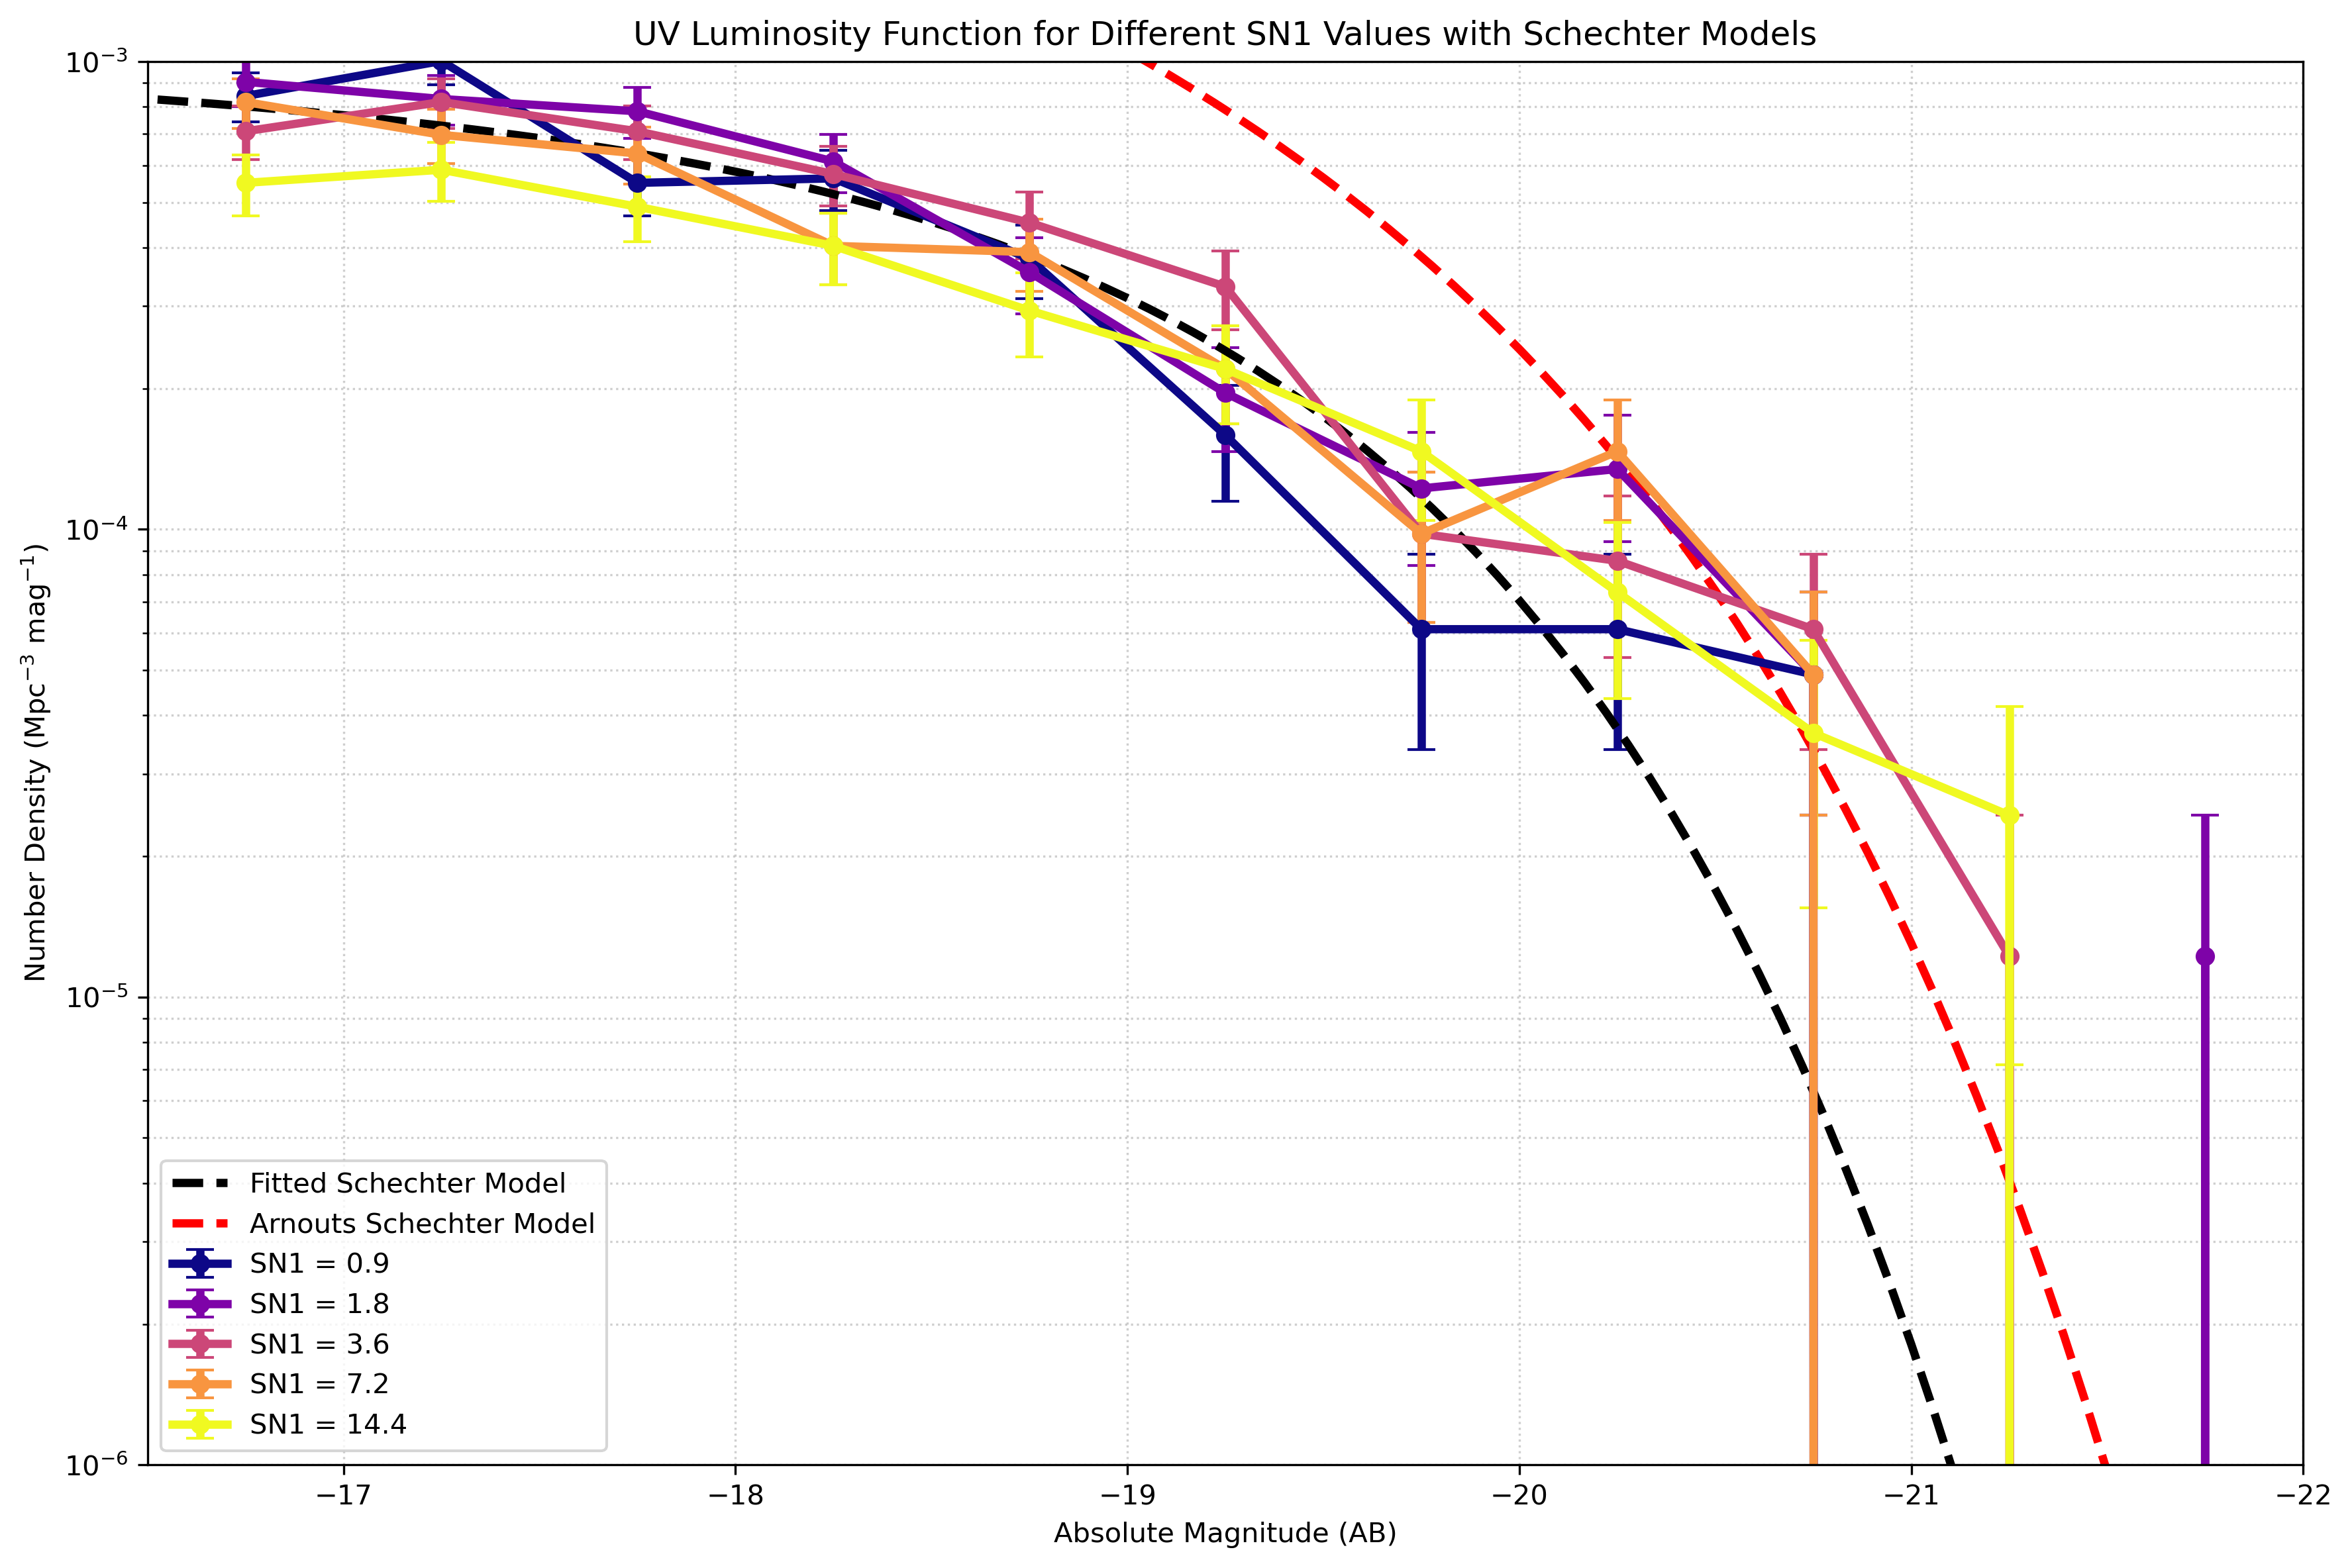 UV Luminosity Function for Different SN1 Values with Schechter Models
Number Density (Mpc⁻³ mag⁻¹)
10⁻³
10⁻⁴
10⁻⁵
10⁻⁶
Fitted Schechter Model
Arnouts Schechter Model
SN1 = 0.9
SN1 = 1.8
SN1 = 3.6
SN1 = 7.2
SN1 = 14.4
−17 −18 −19 −20 −21 −22
Absolute Magnitude (AB)